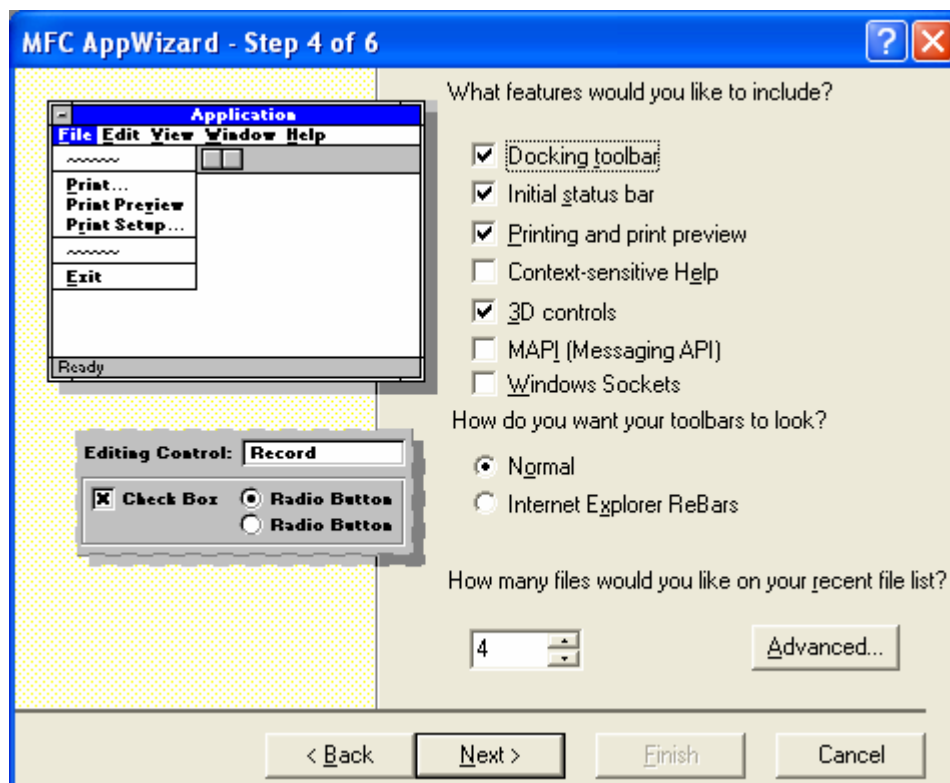 MFC AppWizard - Step 4 of 6
Application
File Edit View Window Help
Print...
Print Preview
Print Setup...
Exit
Ready
Editing Control: Record
Check Box Radio Button
Radio Button
What features would you like to include?
Docking toolbar
Initial status bar
Printing and print preview
Context-sensitive Help
3D controls
MAPI (Messaging API)
Windows Sockets
How do you want your toolbars to look?
Normal
Internet Explorer ReBars
How many files would you like on your recent file list?
4
Advanced...
< Back Next > Finish Cancel